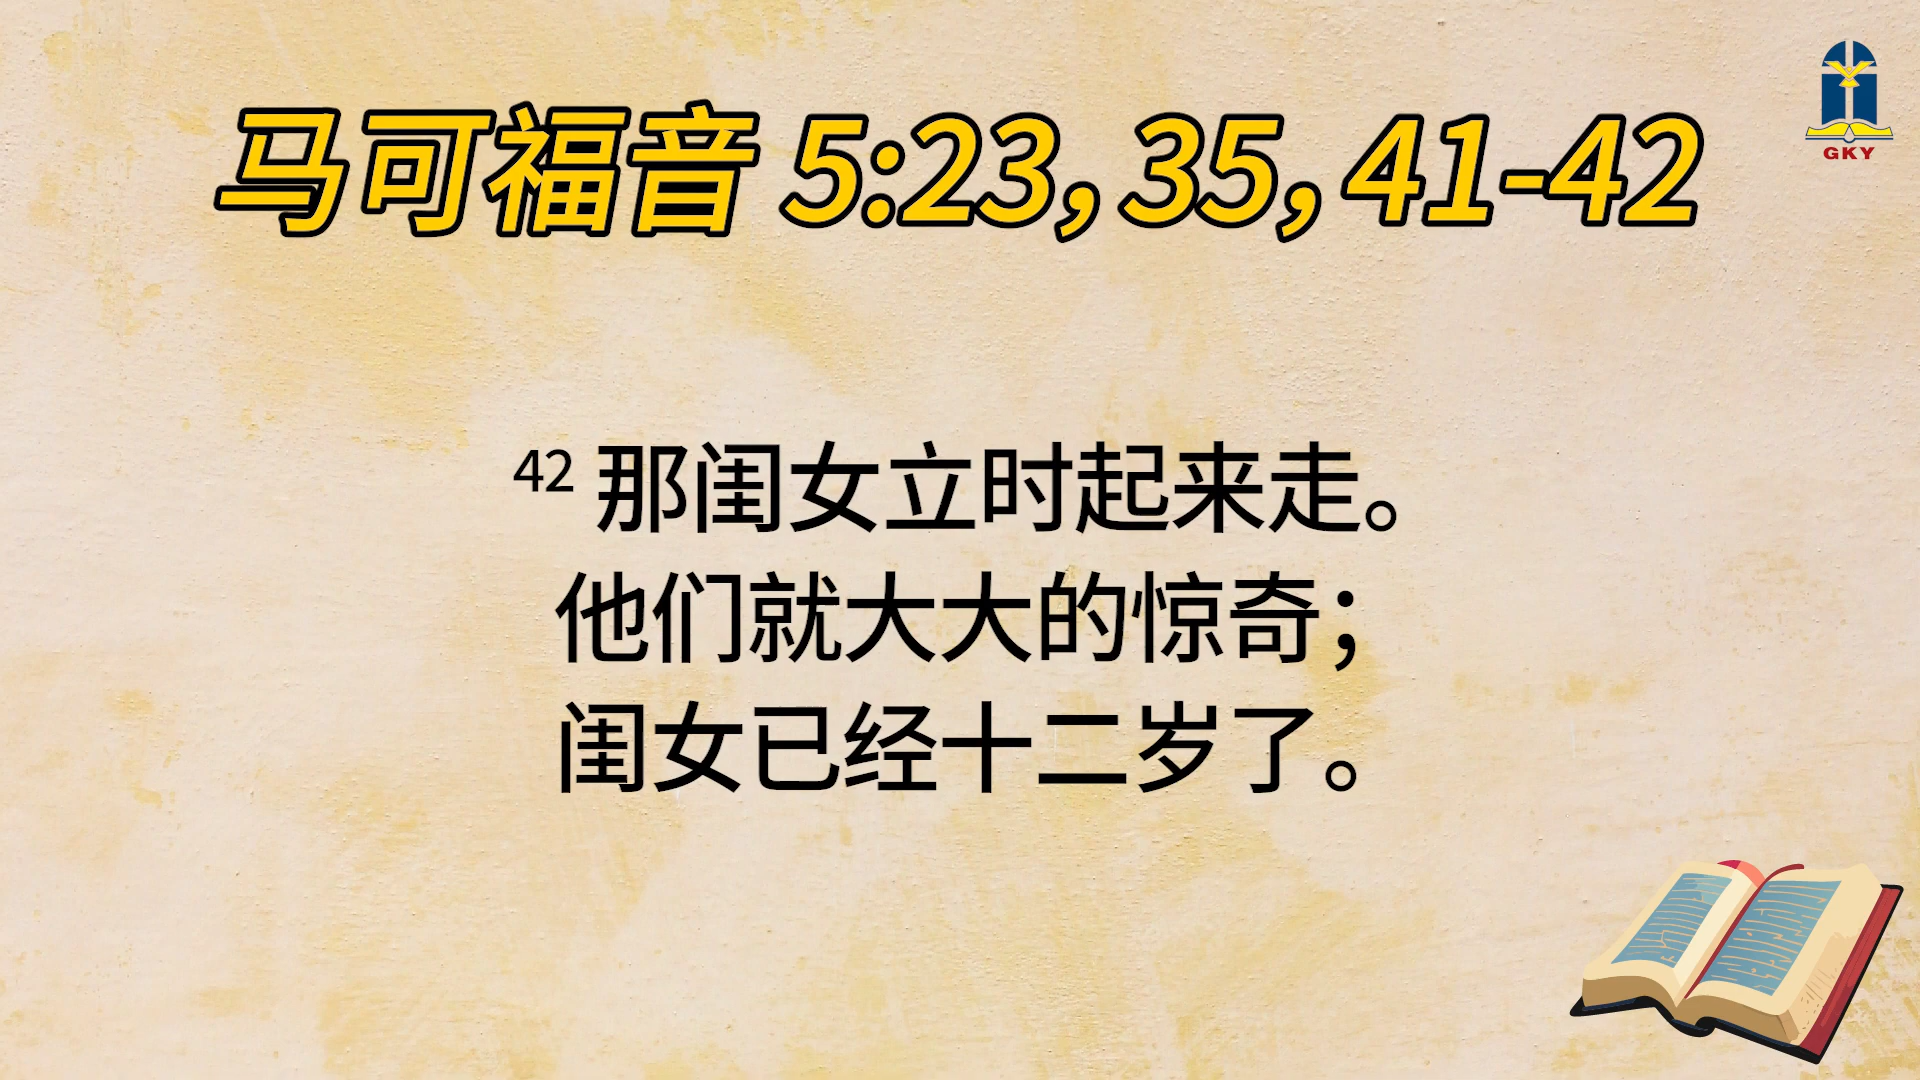 马可福音 5:23, 35, 41-42
GKY
42 那闺女立时起来走。
他们就大大的惊奇；
闺女已经十二岁了。